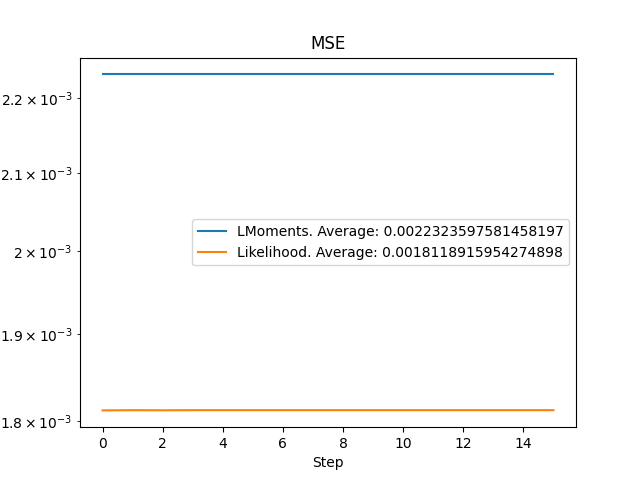 MSE
2.2 × 10⁻³
2.1 × 10⁻³
2 × 10⁻³
1.9 × 10⁻³
1.8 × 10⁻³
LMoments. Average: 0.0022323597581458197
Likelihood. Average: 0.0018118915954274898
0 2 4 6 8 10 12 14
Step